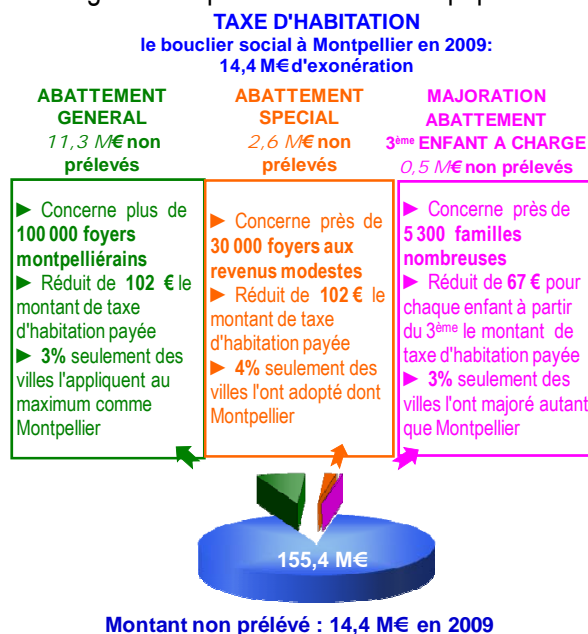 TAXE D'HABITATION
le bouclier social à Montpellier en 2009:
14,4 M€ d'exonération
ABATTEMENT
GENERAL
11,3 M€ non
prélevés
► Concerne plus de
100 000 foyers
montpelliérains
► Réduit de 102 € le
montant de taxe
d'habitation payée
► 3% seulement des
villes l'appliquent au
maximum comme
Montpellier
ABATTEMENT
SPECIAL
2,6 M€ non
prélevés
► Concerne près de
30 000 foyers aux
revenus modestes
► Réduit de 102 € le
montant de taxe
d'habitation payée
► 4% seulement des
villes l'ont adopté dont
Montpellier
MAJORATION
ABATTEMENT
3ème ENFANT A CHARGE
0,5 M€ non prélevés
► Concerne près de
5 300 familles
nombreuses
► Réduit de 67 € pour
chaque enfant à partir
du 3ème le montant de
taxe d'habitation payée
► 3% seulement des
villes l'ont majoré autant
que Montpellier
155,4 M€
Montant non prélévé : 14,4 M€ en 2009